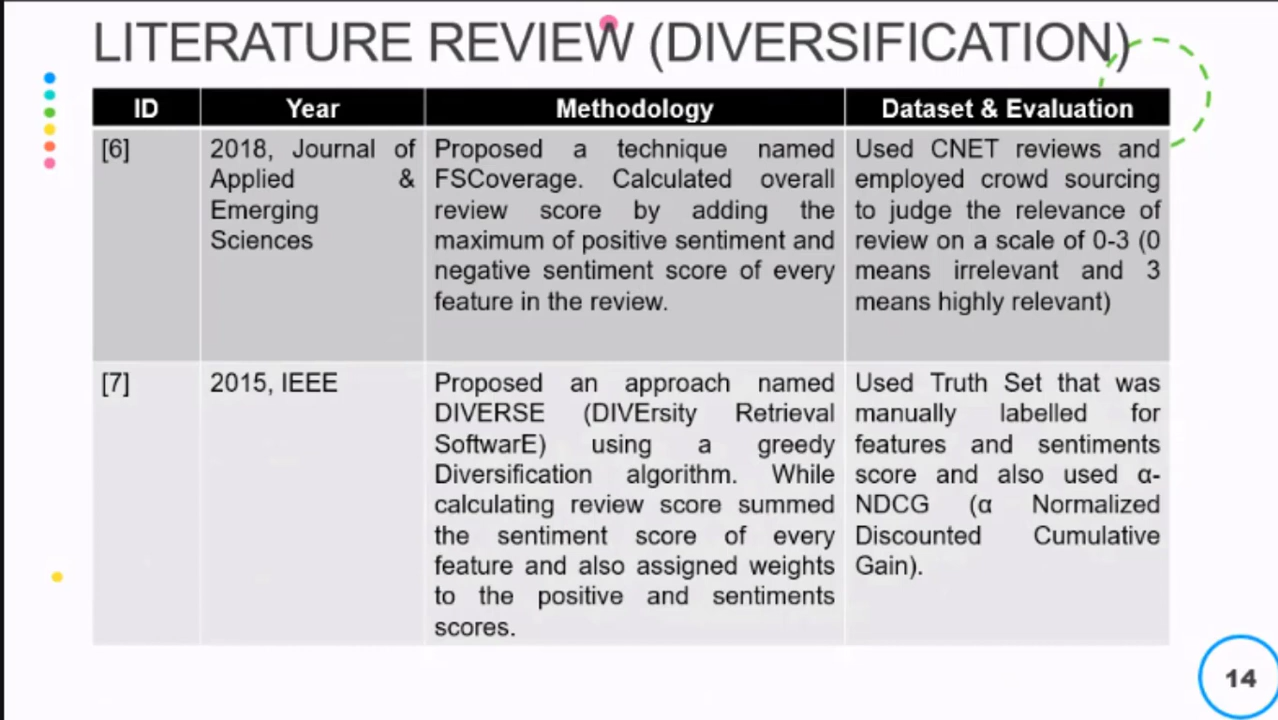 LITERATURE REVIEW (DIVERSIFICATION)
ID Year Methodology Dataset & Evaluation
[6]
2018, Journal of
Applied &
Emerging
Sciences
Proposed a technique named
FSCoverage. Calculated overall
review score by adding the
maximum of positive sentiment and
negative sentiment score of every
feature in the review.
Used CNET reviews and
employed crowd sourcing
to judge the relevance of
review on a scale of 0-3 (0
means irrelevant and 3
means highly relevant)
[7]
2015, IEEE
Proposed an approach named
DIVERSE (DIVErsity Retrieval
SoftwarE) using a greedy
Diversification algorithm. While
calculating review score summed
the sentiment score of every
feature and also assigned weights
to the positive and sentiments
scores.
Used Truth Set that was
manually labelled for
features and sentiments
score and also used α-
NDCG (α Normalized
Discounted Cumulative
Gain).
14